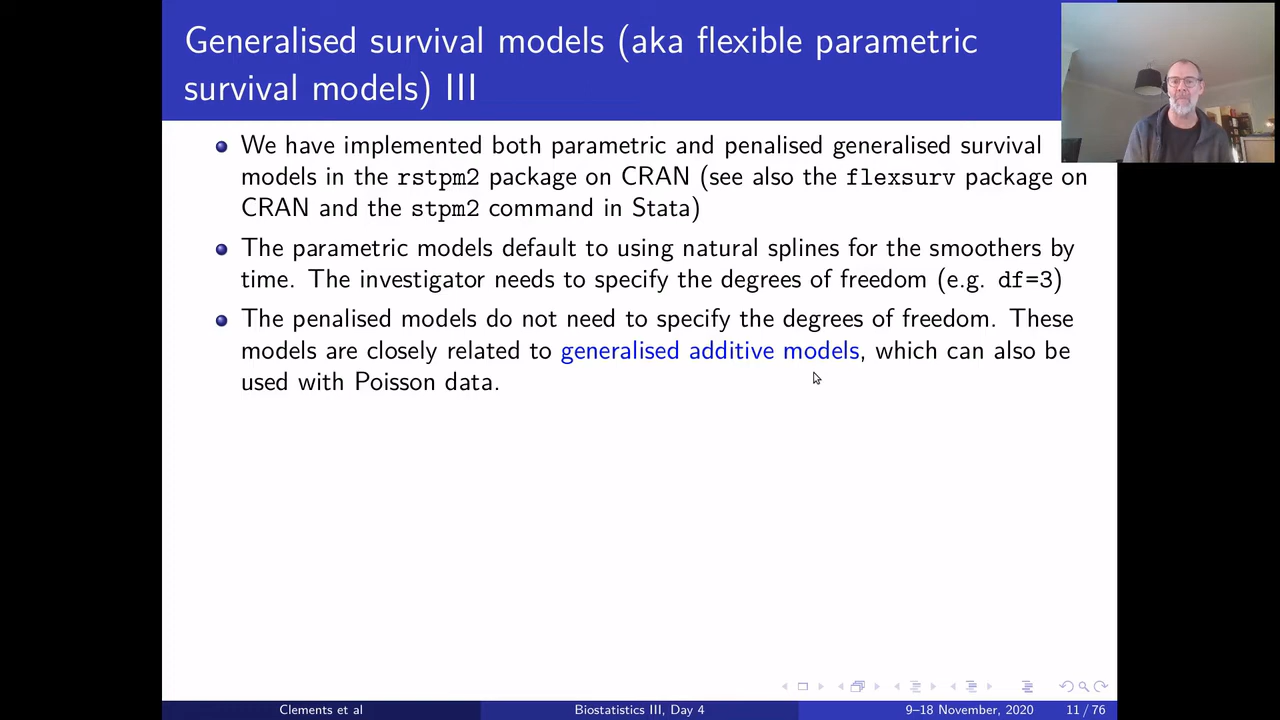 Generalised survival models (aka flexible parametric
survival models) III
We have implemented both parametric and penalised generalised survival
models in the rstpm2 package on CRAN (see also the flexsurv package on
CRAN and the stpm2 command in Stata)
The parametric models default to using natural splines for the smoothers by
time. The investigator needs to specify the degrees of freedom (e.g. df=3)
The penalised models do not need to specify the degrees of freedom. These
models are closely related to generalised additive models, which can also be
used with Poisson data.
Clements et al Biostatistics III, Day 4 9–18 November, 2020 11 / 76